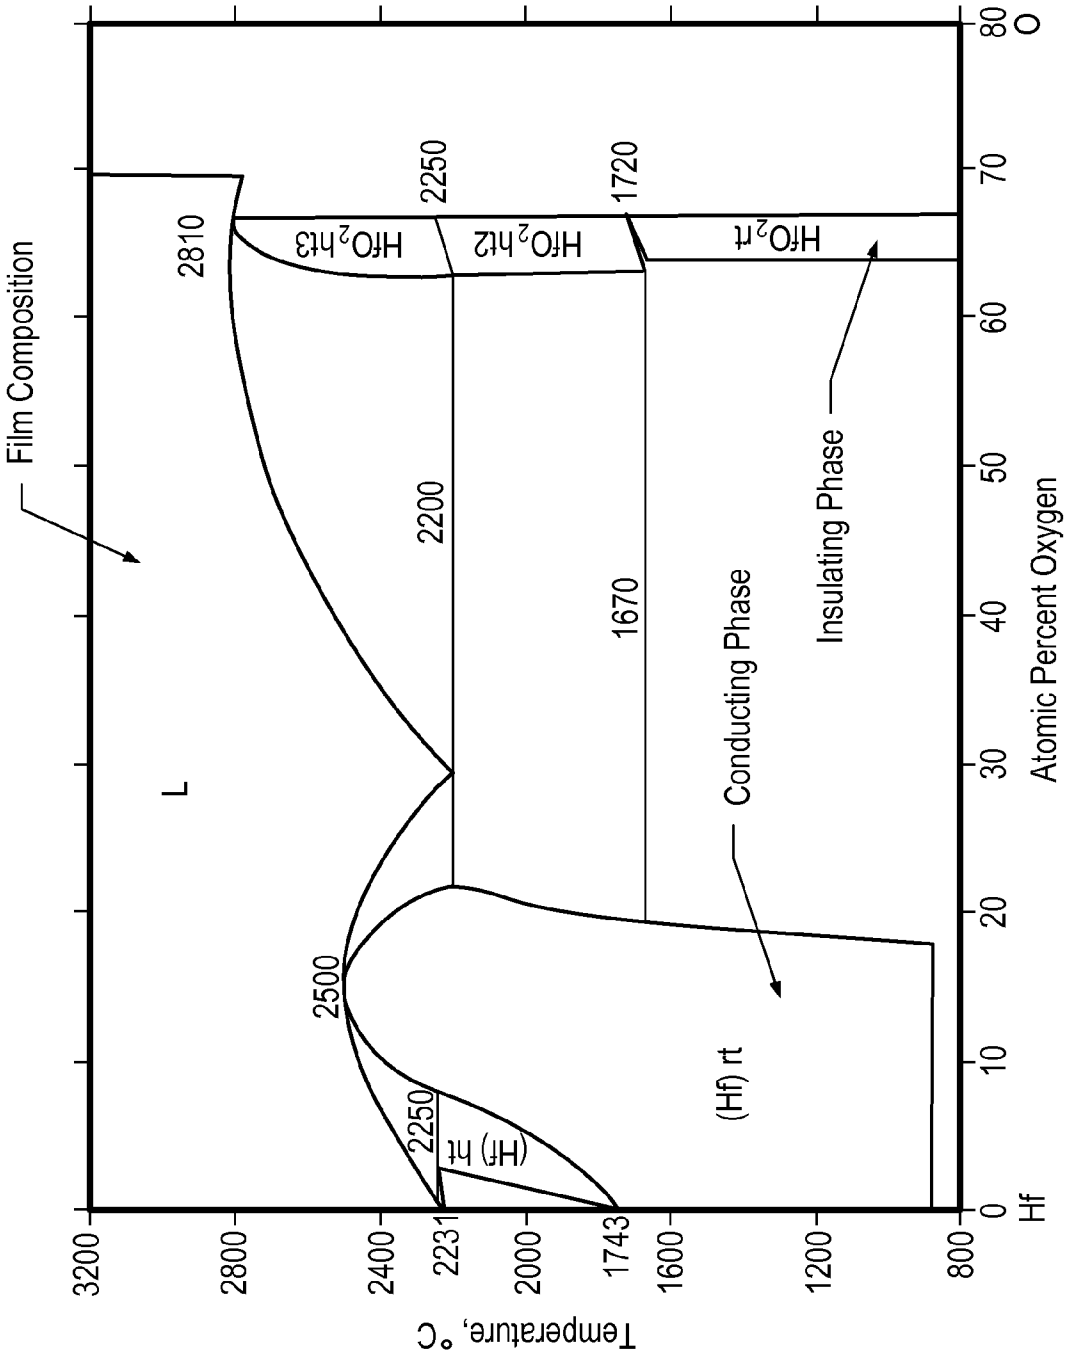 Film Composition
L
2810
2500
2250
2200
2250
2231
1743
1670
1720
HfO2ht3
HfO2ht2
HfO2rt
(Hf) ht
(Hf) rt
Conducting Phase
Insulating Phase
Temperature, °C
3200
2800
2400
2000
1600
1200
800
0
10
20
30
40
50
60
70
80
Hf
O
Atomic Percent Oxygen